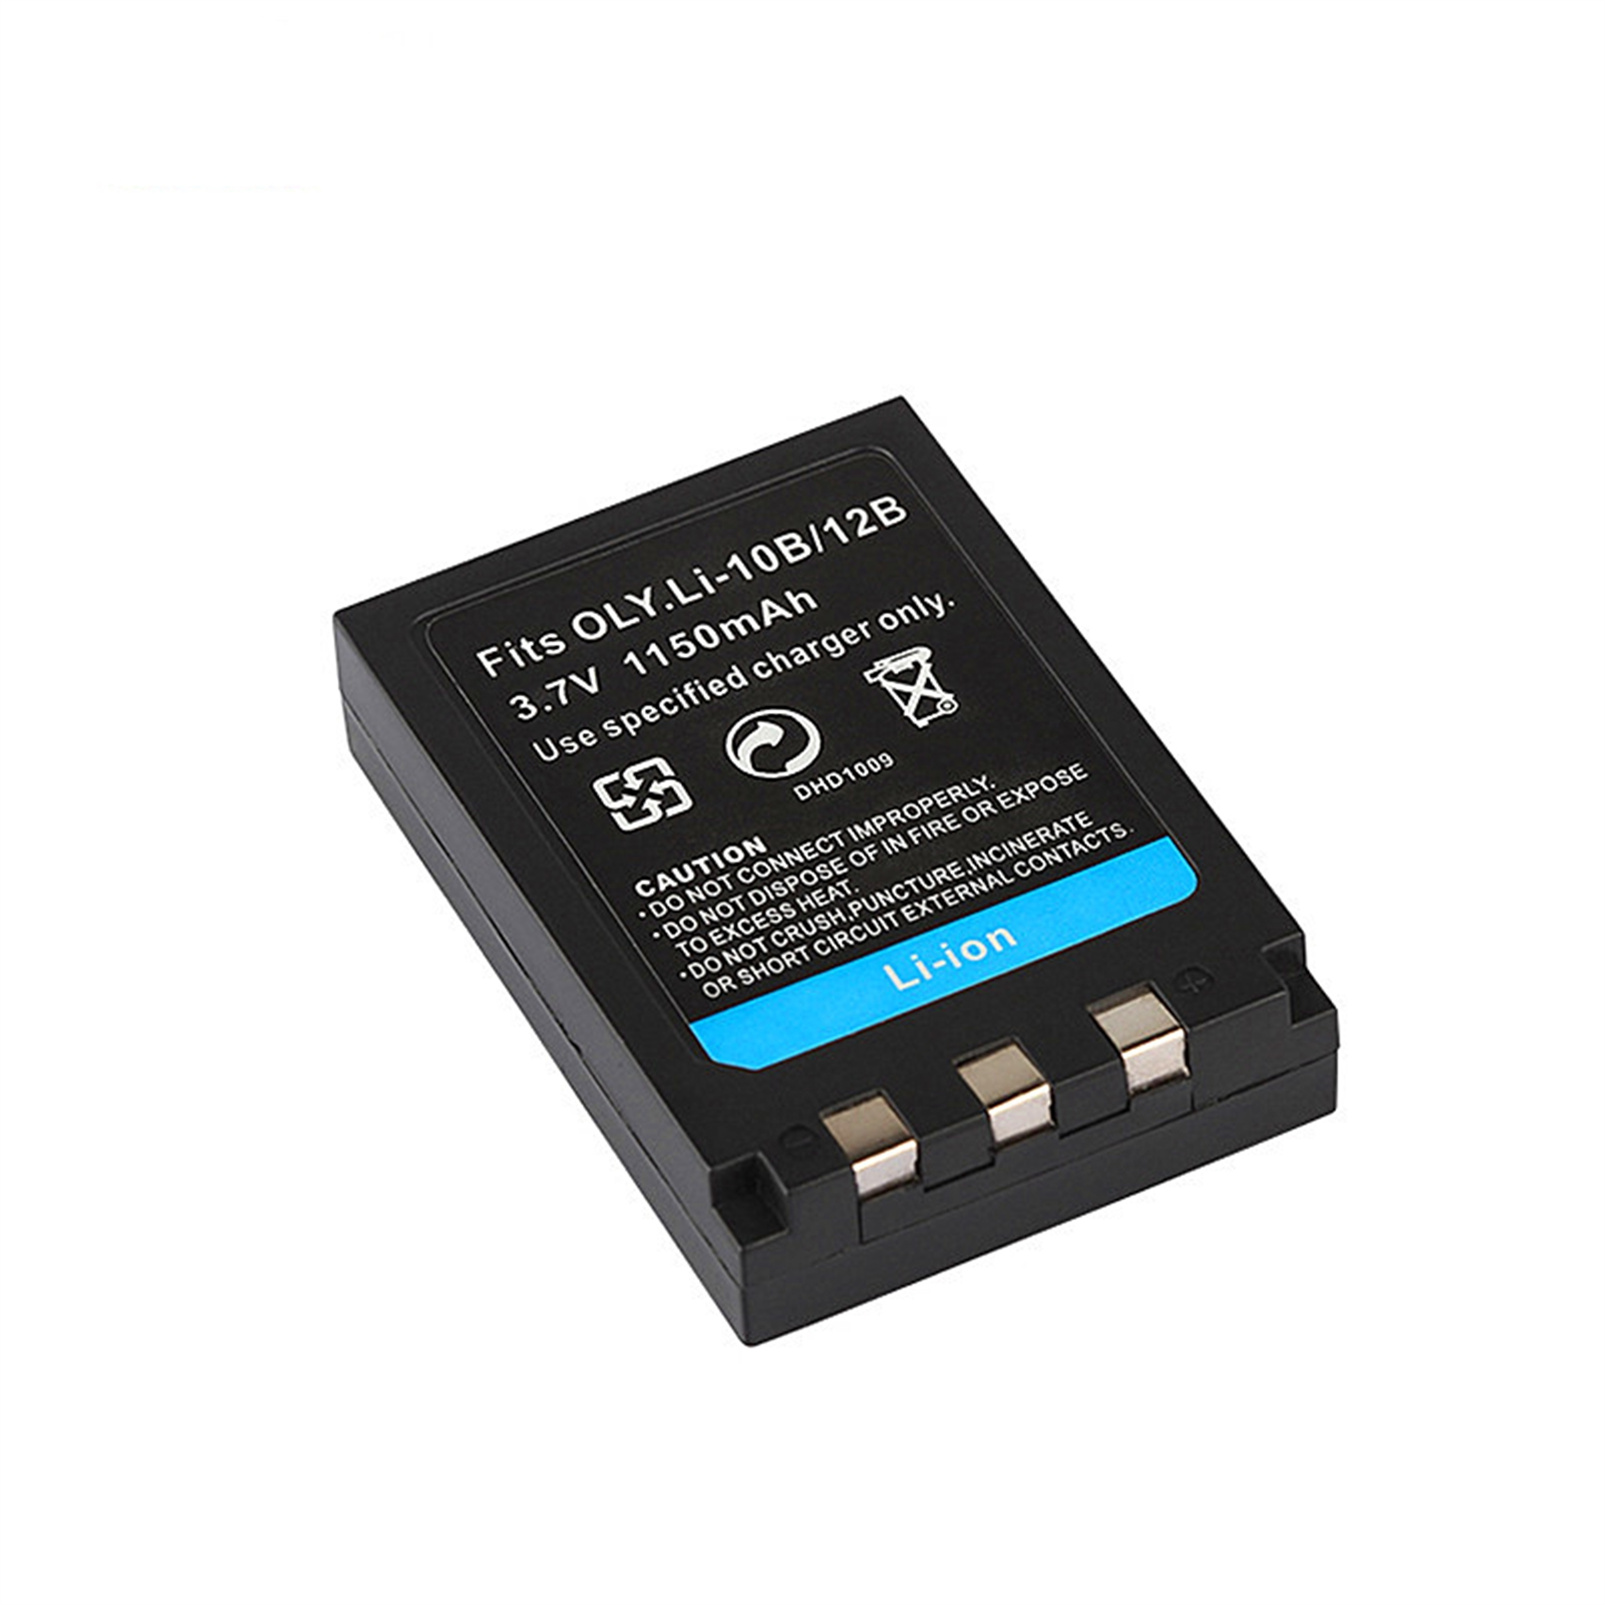 Fits OLY.Li-10B/12B
3.7V 1150mAh
Use specified charger only.
DHD1009
CAUTION
•DO NOT CONNECT IMPROPERLY.
•DO NOT DISPOSE OF IN FIRE OR EXPOSE
TO EXCESS HEAT.
•DO NOT CRUSH,PUNCTURE,INCINERATE
OR SHORT CIRCUIT EXTERNAL CONTACTS.
Li-ion